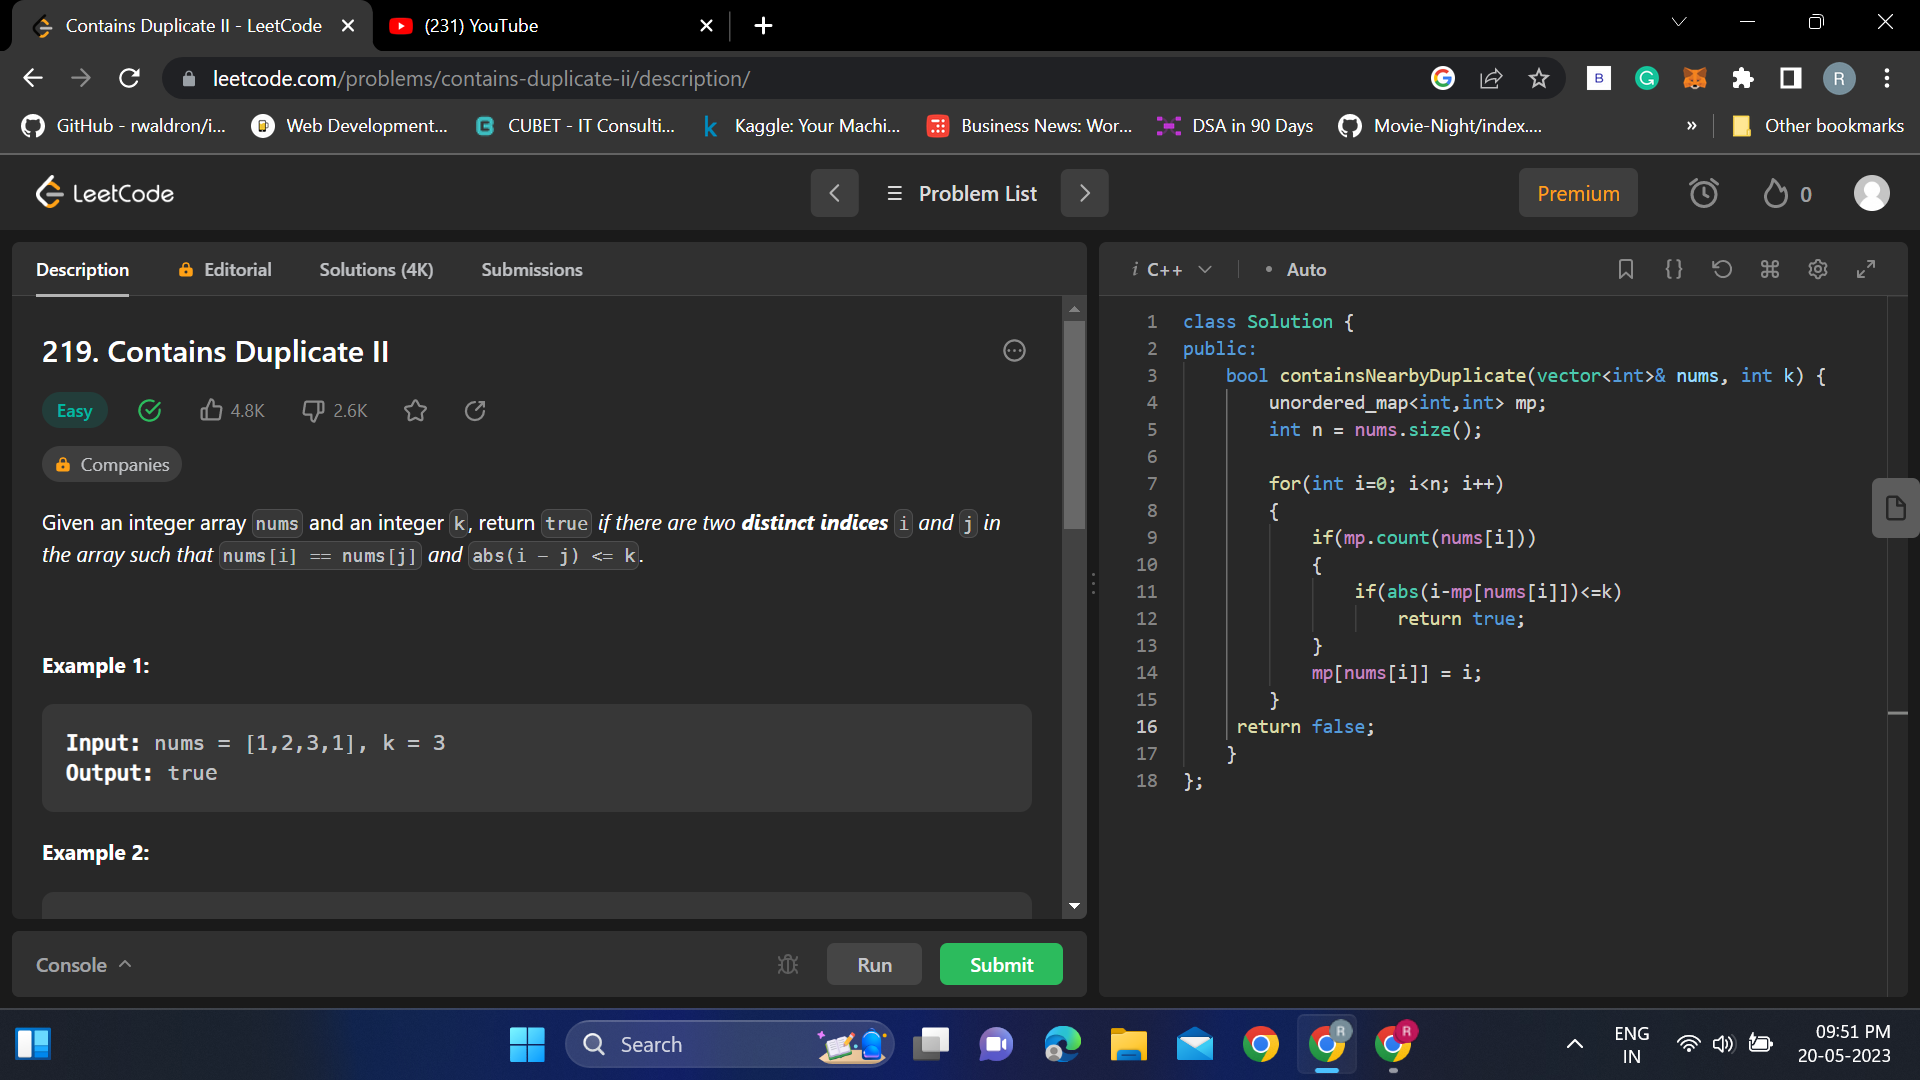 Contains Duplicate II - LeetCode
(231) YouTube
leetcode.com/problems/contains-duplicate-ii/description/
B
G
R
GitHub - rwaldron/i...
Web Development...
CUBET - IT Consulti...
k
Kaggle: Your Machi...
Business News: Wor...
DSA in 90 Days
Movie-Night/index....
»
Other bookmarks
LeetCode
Problem List
Premium
0
Description
Editorial
Solutions (4K)
Submissions
219. Contains Duplicate II
Easy
4.8K
2.6K
Companies
Given an integer array nums and an integer k, return true if there are two distinct indices i and j in
the array such that nums[i] == nums[j] and abs(i - j) <= k.
Example 1:
Input: nums = [1,2,3,1], k = 3
Output: true
Example 2:
Console
Run
Submit
i C++
• Auto
{}
1 class Solution {
2 public:
3 bool containsNearbyDuplicate(vector<int>& nums, int k) {
4 unordered_map<int,int> mp;
5 int n = nums.size();
6
7 for(int i=0; i<n; i++)
8 {
9 if(mp.count(nums[i]))
10 {
11 if(abs(i-mp[nums[i]])<=k)
12 return true;
13 }
14 mp[nums[i]] = i;
15 }
16 return false;
17 }
18 };
Search
R
R
ENG
IN
09:51 PM
20-05-2023